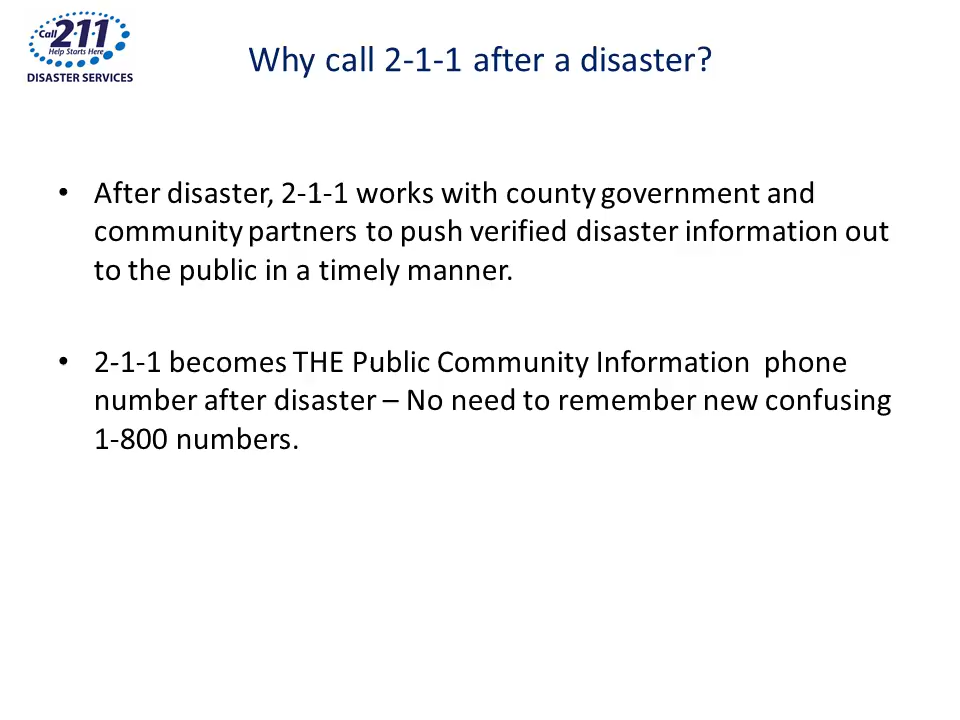 Call 2·1·1
Help Starts Here
DISASTER SERVICES
Why call 2-1-1 after a disaster?
• After disaster, 2-1-1 works with county government and
community partners to push verified disaster information out
to the public in a timely manner.
• 2-1-1 becomes THE Public Community Information  phone
number after disaster – No need to remember new confusing
1-800 numbers.